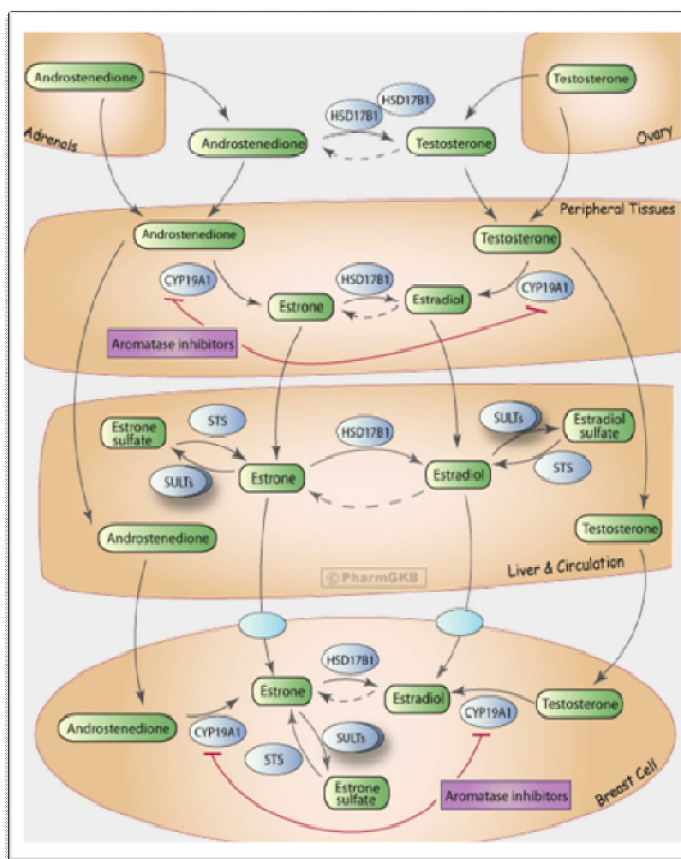 Androstenedione
HSD17B1
HSD17B1
Testosterone
Adrenals
Androstenedione
Testosterone
Ovary
Peripheral Tissues
Androstenedione
Testosterone
CYP19A1
HSD17B1
CYP19A1
Estrone
Estradiol
Aromatase inhibitors
Estrone
sulfate
STS
SULTs
Estradiol
sulfate
HSD17B1
SULTs
Estrone
Estradiol
STS
Androstenedione
Testosterone
©PharmGKB
Liver & Circulation
HSD17B1
Estrone
Estradiol
Testosterone
Androstenedione
CYP19A1
SULTs
CYP19A1
STS
Estrone
sulfate
Aromatase inhibitors
Breast Cell